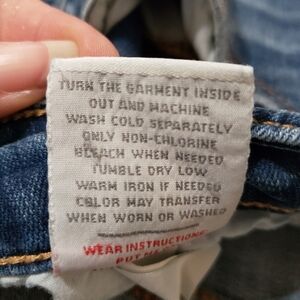 TURN THE GARMENT INSIDE
OUT AND MACHINE
WASH COLD SEPARATELY
ONLY NON-CHLORINE
BLEACH WHEN NEEDED
TUMBLE DRY LOW
WARM IRON IF NEEDED
COLOR MAY TRANSFER
WHEN WORN OR WASHED
WEAR INSTRUCTIONS
PUT